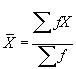 X̅ = ∑fX / ∑f